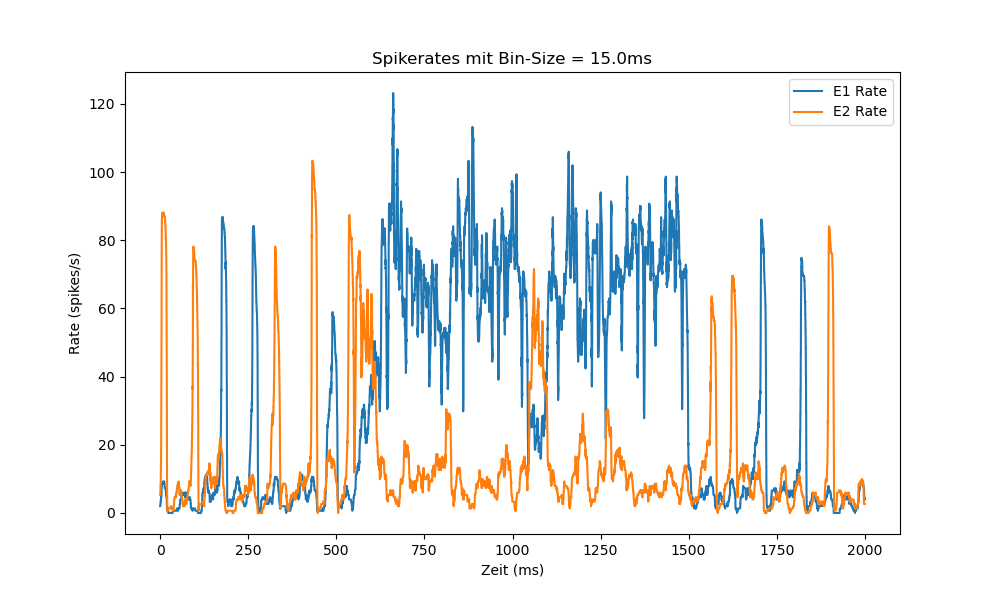 Spikerates mit Bin-Size = 15.0ms
E1 Rate
E2 Rate
Rate (spikes/s)
120
100
80
60
40
20
0
0 250 500 750 1000 1250 1500 1750 2000
Zeit (ms)